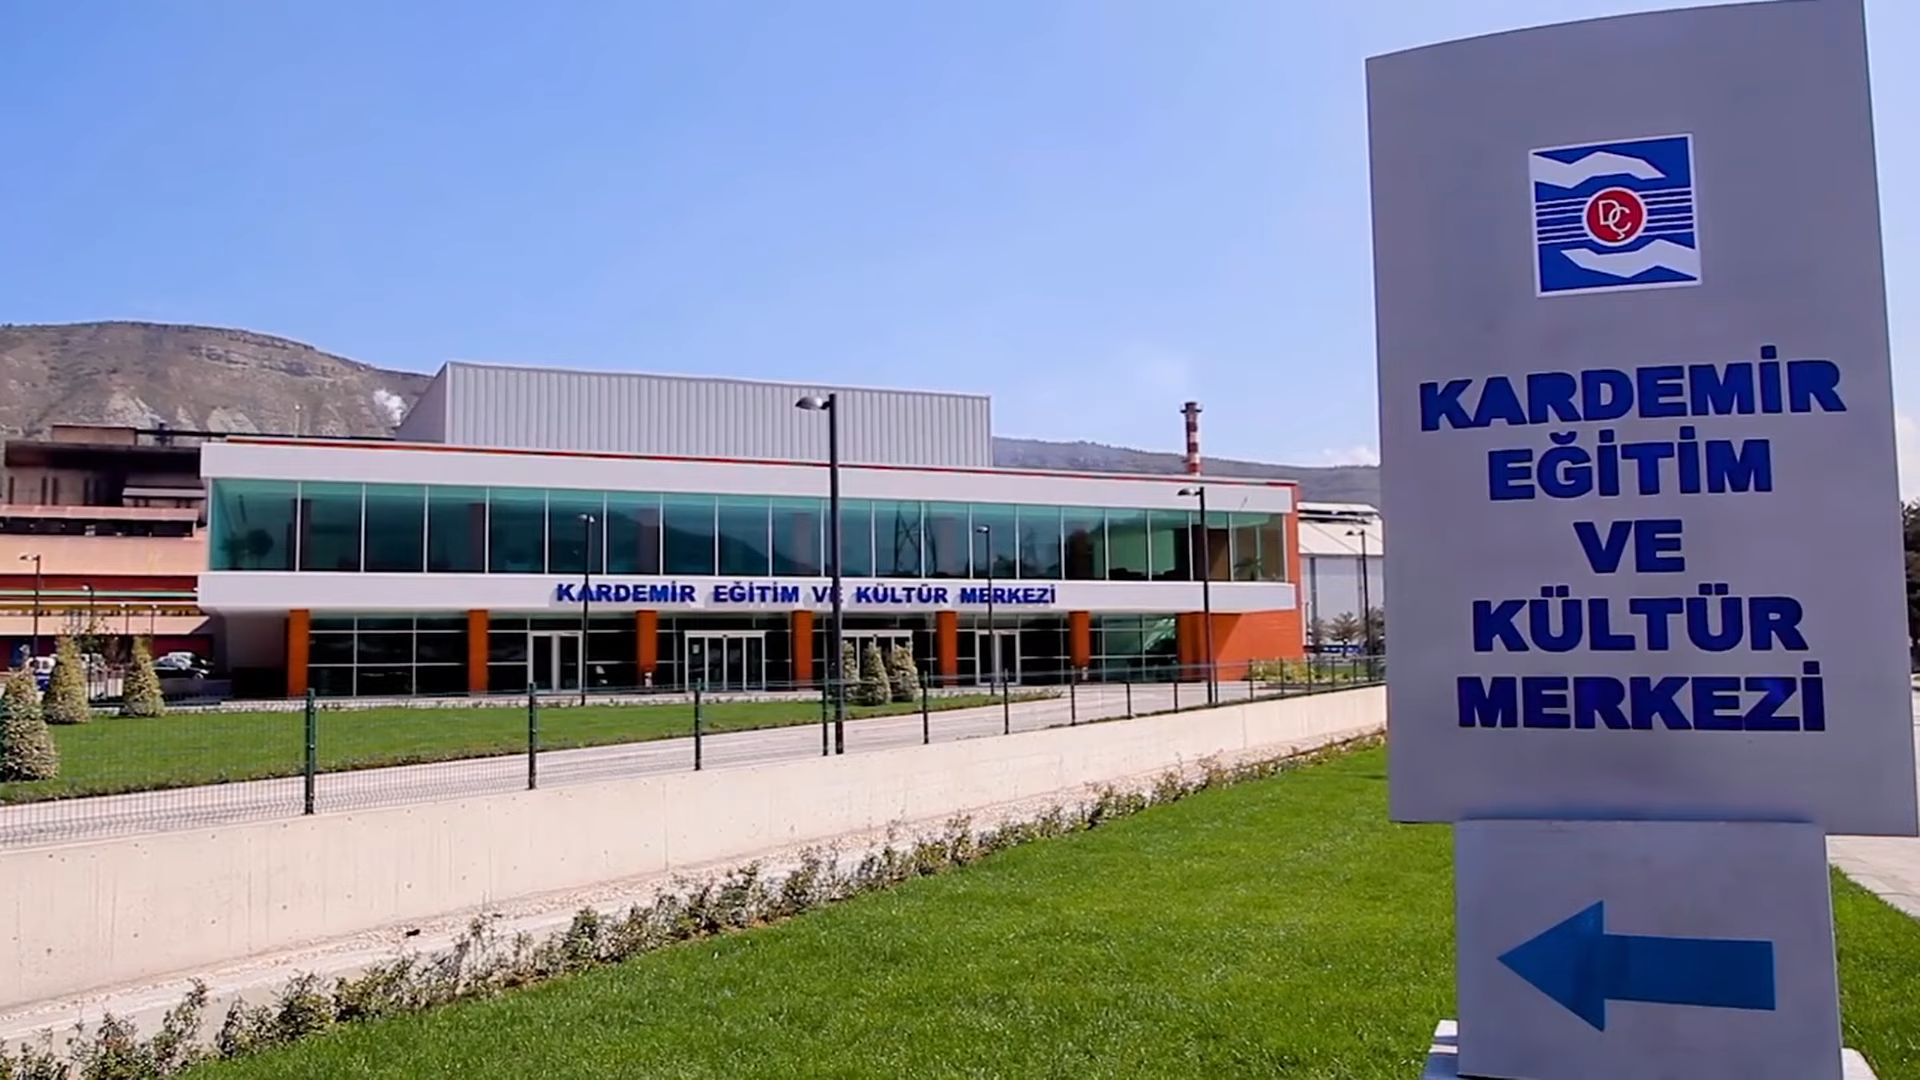 DÇ
KARDEMİR
EĞİTİM
VE
KÜLTÜR
MERKEZİ
KARDEMİR EĞİTİM VE KÜLTÜR MERKEZİ